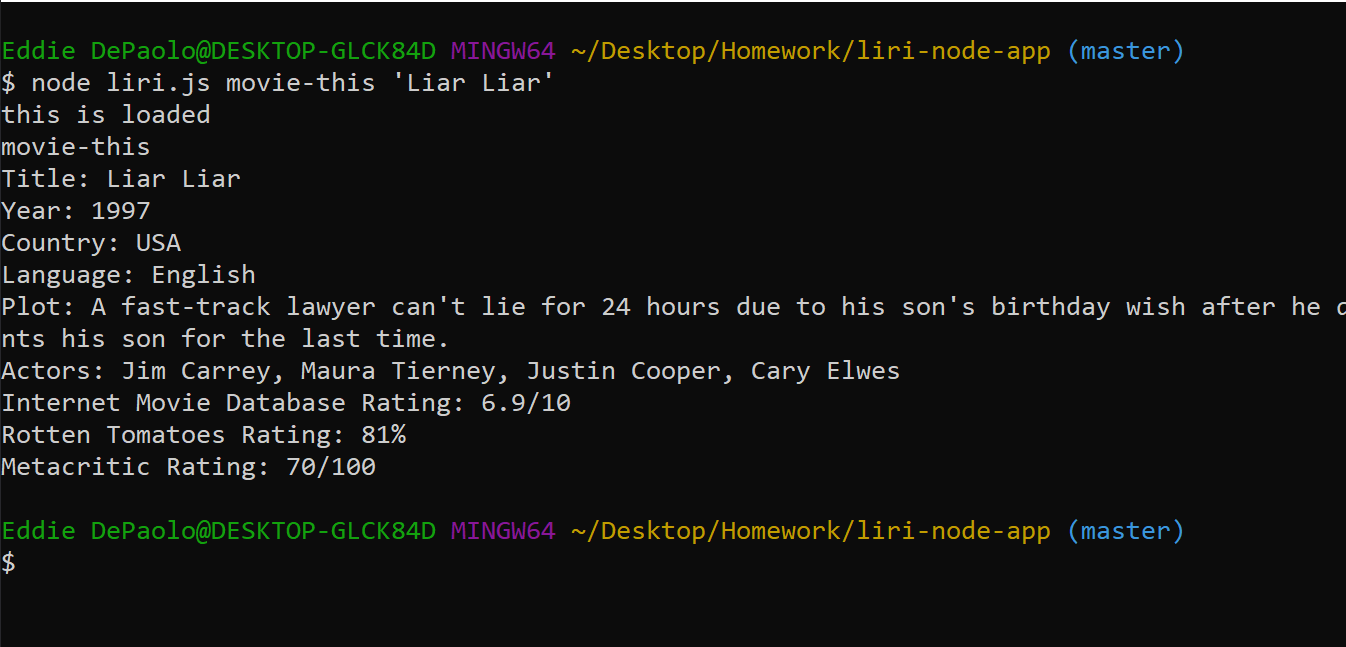 Eddie DePaolo@DESKTOP-GLCK84D MINGW64 ~/Desktop/Homework/liri-node-app (master)
$ node liri.js movie-this 'Liar Liar'
this is loaded
movie-this
Title: Liar Liar
Year: 1997
Country: USA
Language: English
Plot: A fast-track lawyer can't lie for 24 hours due to his son's birthday wish after he
nts his son for the last time.
Actors: Jim Carrey, Maura Tierney, Justin Cooper, Cary Elwes
Internet Movie Database Rating: 6.9/10
Rotten Tomatoes Rating: 81%
Metacritic Rating: 70/100
Eddie DePaolo@DESKTOP-GLCK84D MINGW64 ~/Desktop/Homework/liri-node-app (master)
$